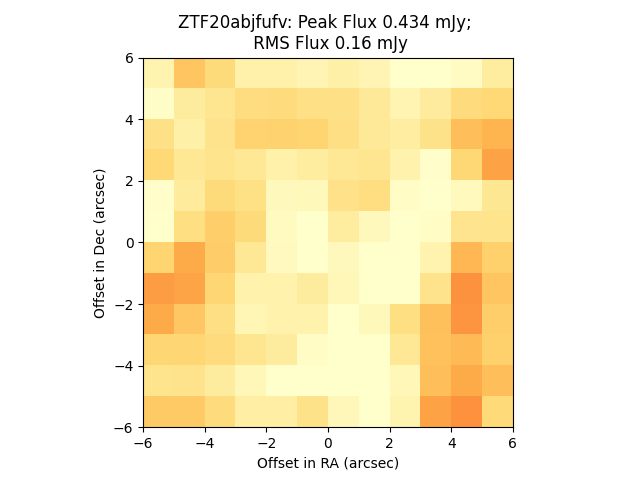 ZTF20abjfufv: Peak Flux 0.434 mJy;
RMS Flux 0.16 mJy
6
4
2
0
−2
−4
−6
Offset in Dec (arcsec)
−6 −4 −2 0 2 4 6
Offset in RA (arcsec)